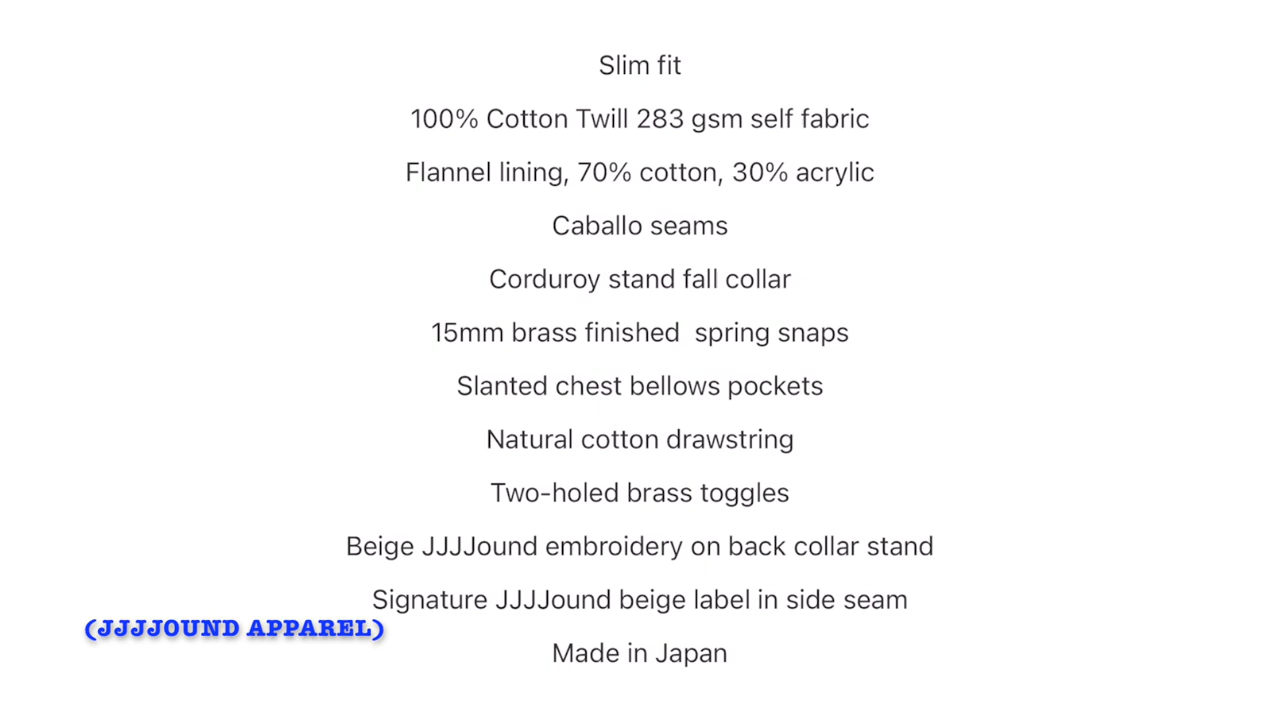 Slim fit
100% Cotton Twill 283 gsm self fabric
Flannel lining, 70% cotton, 30% acrylic
Caballo seams
Corduroy stand fall collar
15mm brass finished  spring snaps
Slanted chest bellows pockets
Natural cotton drawstring
Two-holed brass toggles
Beige JJJJound embroidery on back collar stand
Signature JJJJound beige label in side seam
(JJJJOUND APPAREL)
Made in Japan